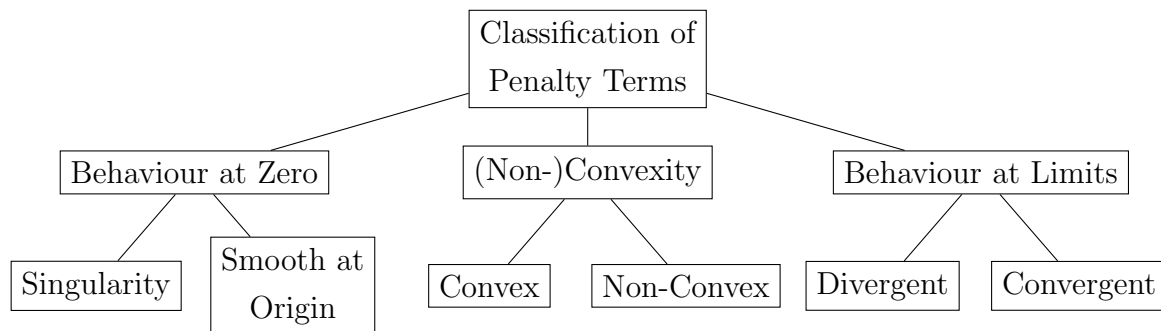 Classification of
Penalty Terms
Behaviour at Zero
(Non-)Convexity
Behaviour at Limits
Singularity
Smooth at
Origin
Convex
Non-Convex
Divergent
Convergent